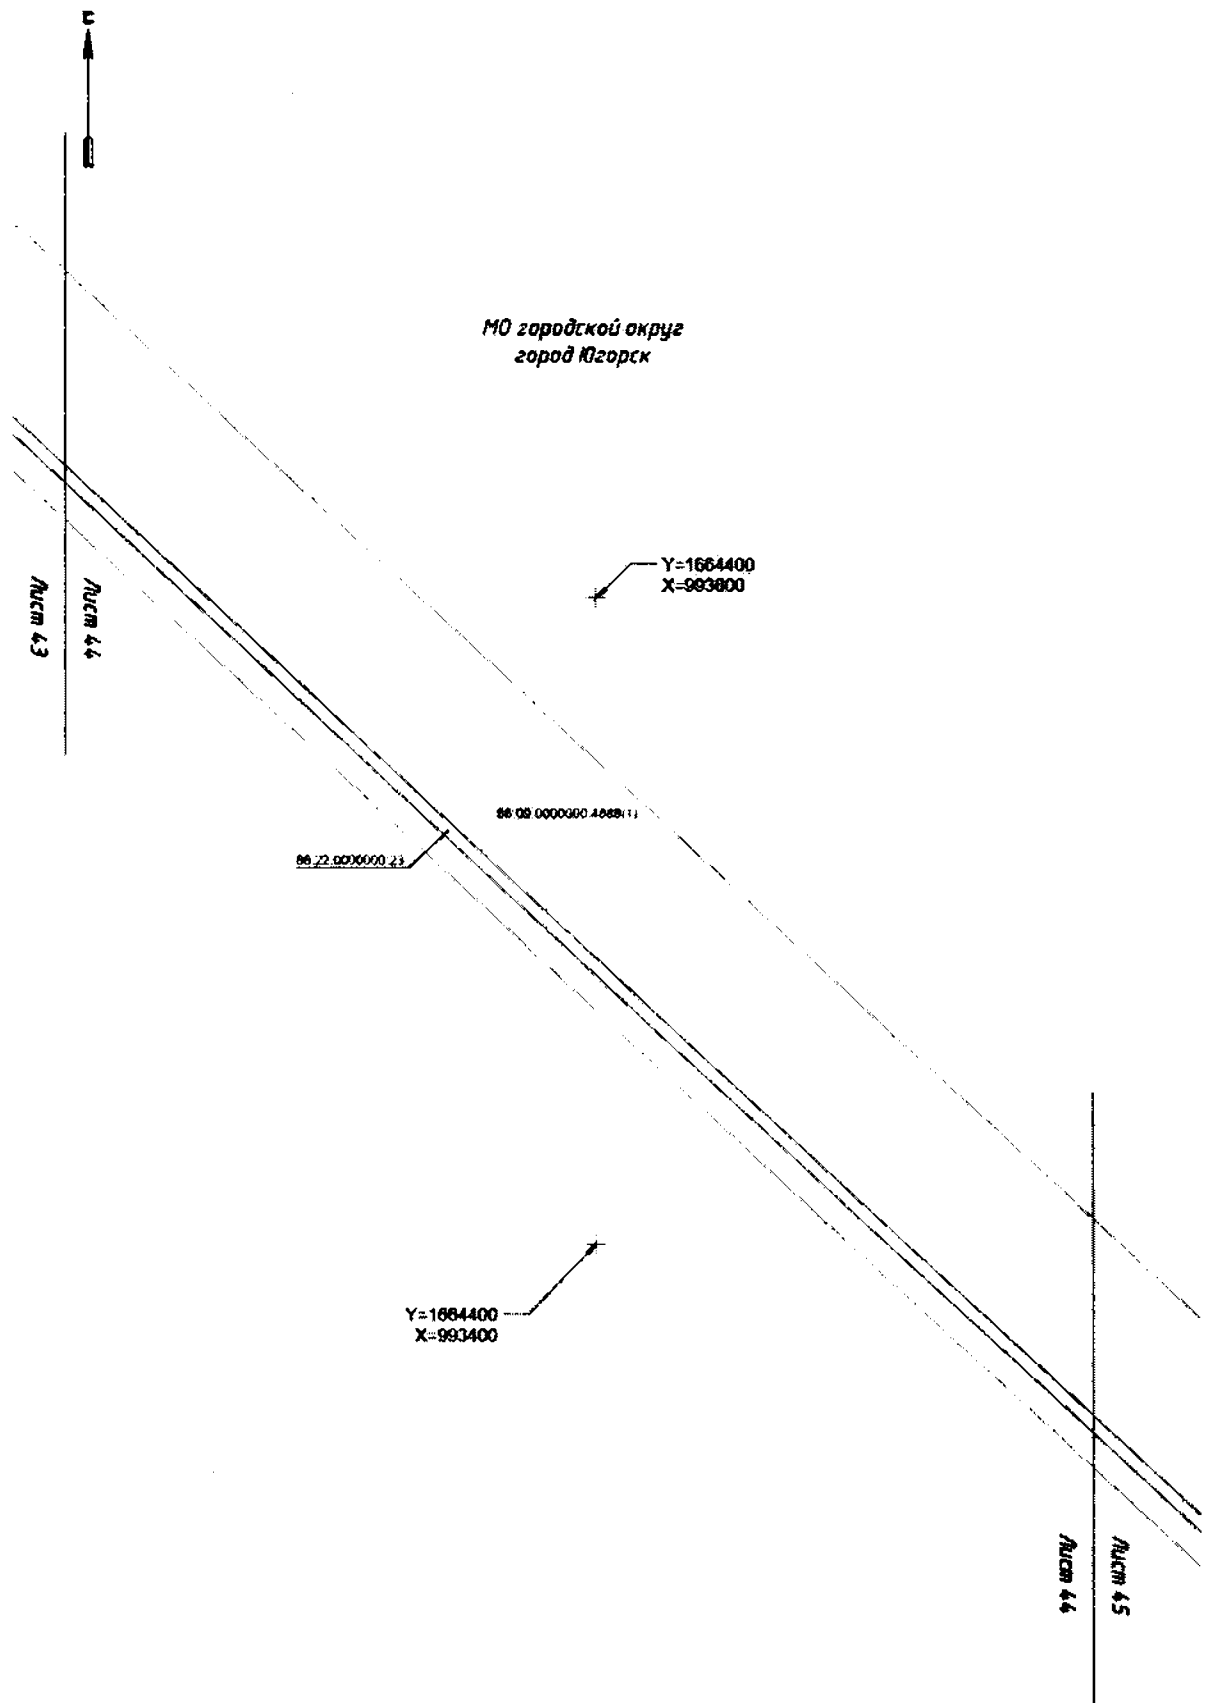 МО городской округ
город Югорск
Y=1664400
X=993600
Лист 43
Лист 44
86:22:0000000:23
Y=1664400
X=993400
Лист 44
Лист 45